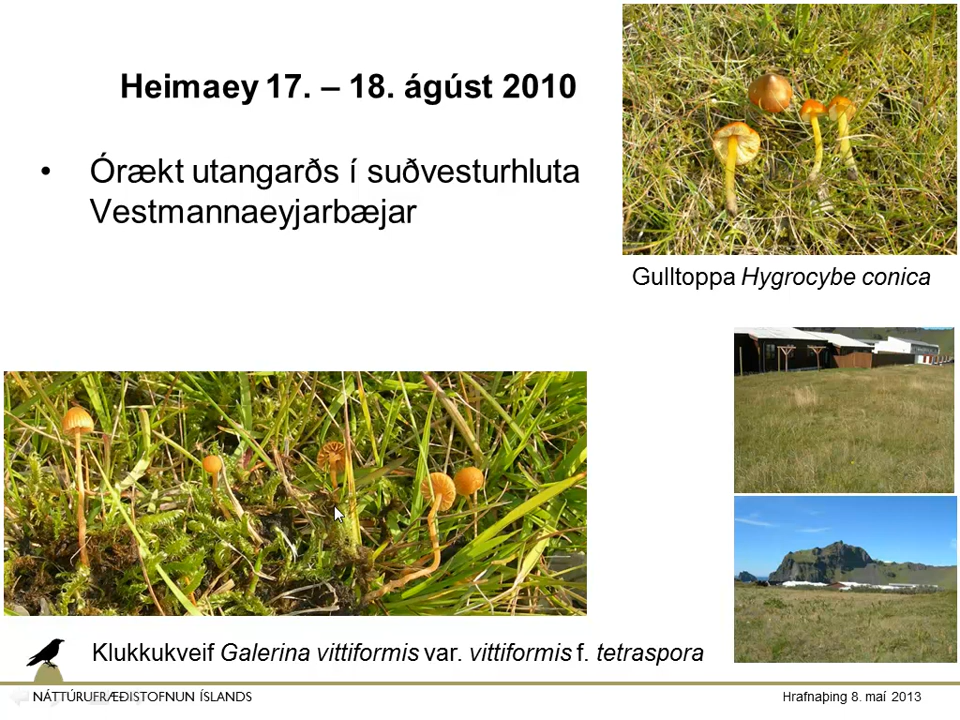 Heimaey 17. – 18. ágúst 2010
• Órækt utangarðs í suðvesturhluta
Vestmannaeyjarbæjar
Gulltoppa Hygrocybe conica
Klukkukveif Galerina vittiformis var. vittiformis f. tetraspora
NÁTTÚRUFRÆÐISTOFNUN ÍSLANDS
Hrafnaþing 8. maí 2013